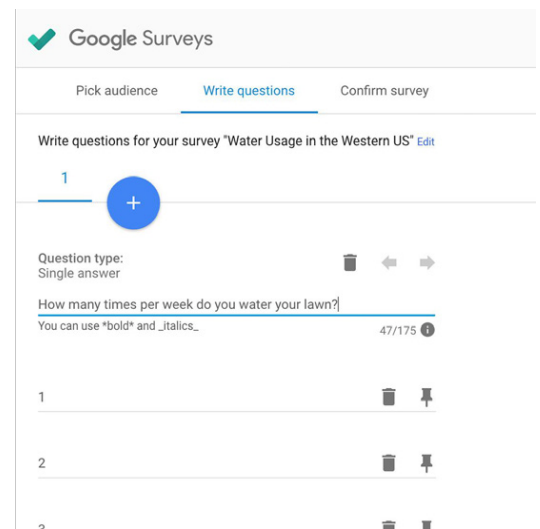 Google Surveys
Pick audience Write questions Confirm survey
Write questions for your survey "Water Usage in the Western US" Edit
1
+
Question type:
Single answer
How many times per week do you water your lawn?
You can use *bold* and _italics_ 47/175
1
2
3